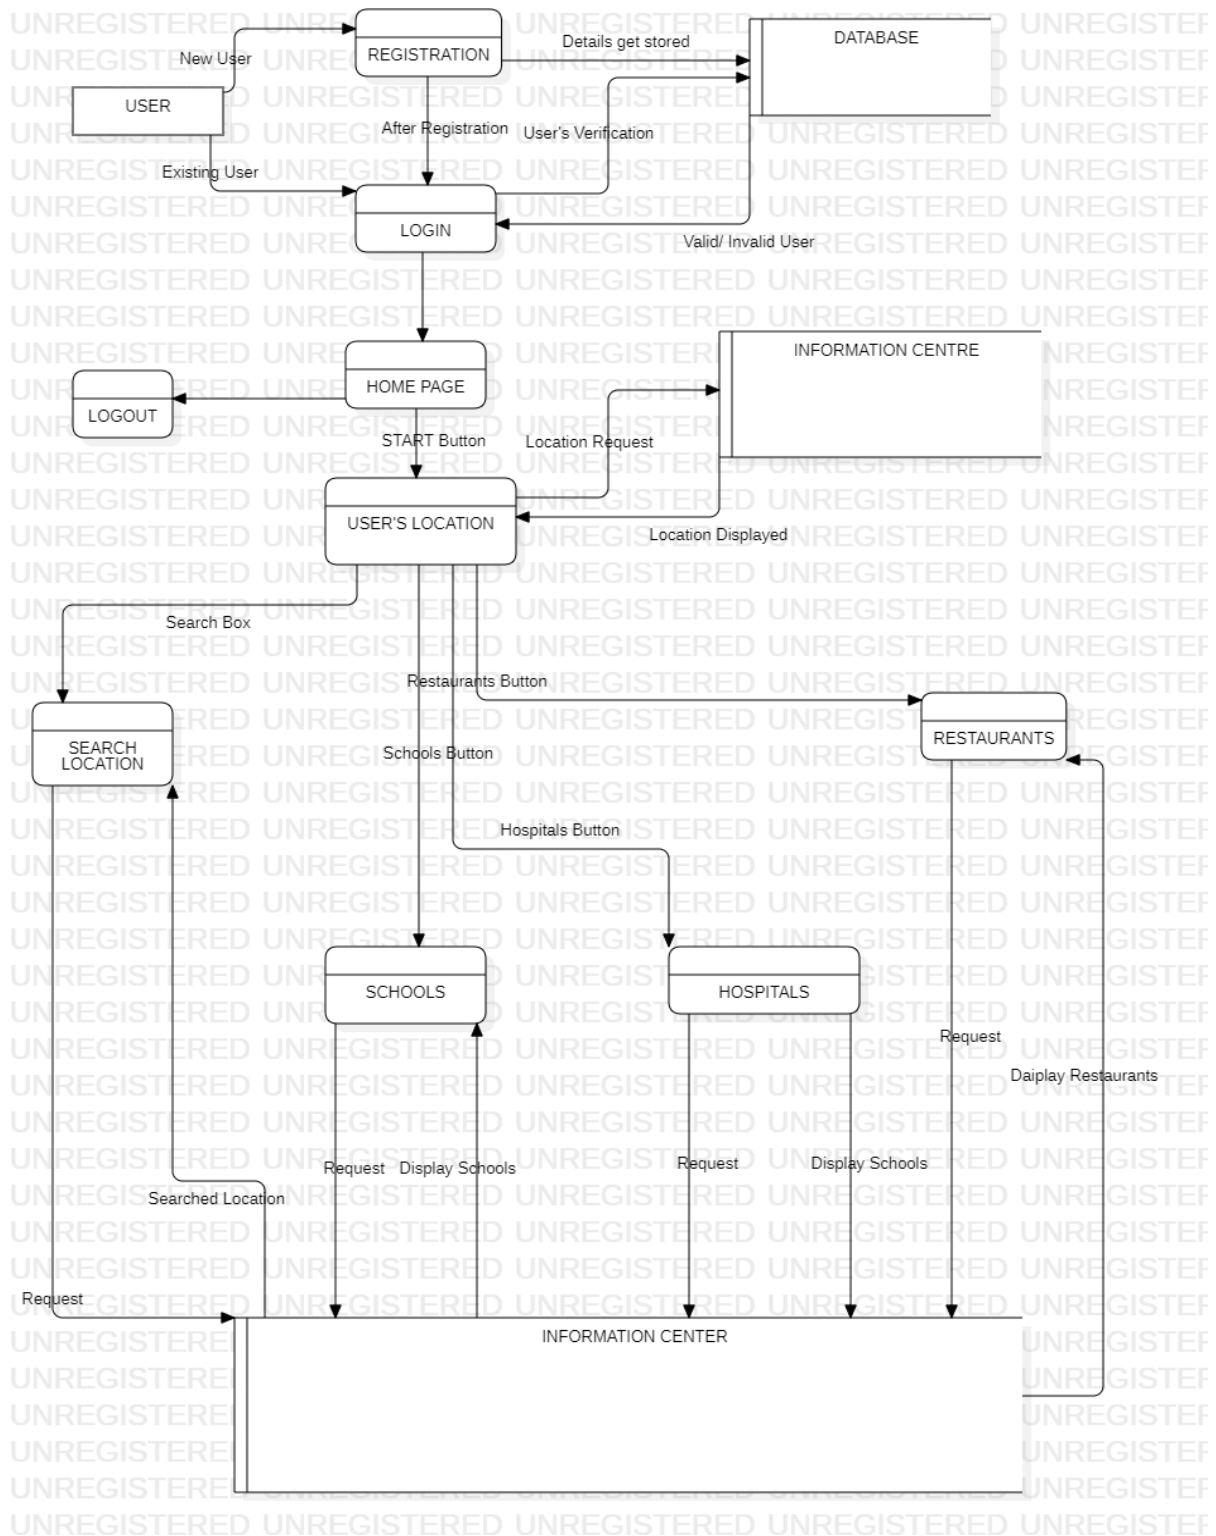 REGISTRATION
Details get stored
DATABASE
New User
USER
After Registration
User's Verification
Existing User
LOGIN
Valid/ Invalid User
INFORMATION CENTRE
HOME PAGE
LOGOUT
START Button
Location Request
USER'S LOCATION
Location Displayed
Search Box
Restaurants Button
RESTAURANTS
SEARCH
LOCATION
Schools Button
Hospitals Button
SCHOOLS
HOSPITALS
Request
Daiplay Restaurants
Request
Display Schools
Request
Display Schools
Searched Location
Request
INFORMATION CENTER
UNREGISTERED